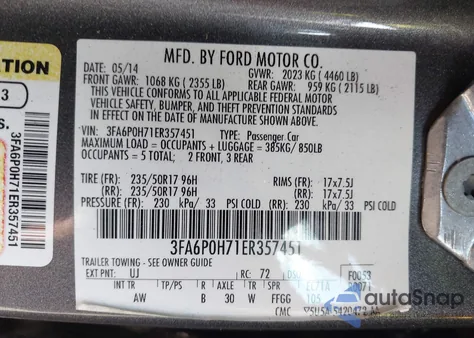 MFD. BY FORD MOTOR CO.
DATE: 05/14 GVWR: 2023 KG ( 4460 LB)
FRONT GAWR: 1068 KG ( 2355 LB) REAR GAWR: 959 KG ( 2115 LB)
THIS VEHICLE CONFORMS TO ALL APPLICABLE FEDERAL MOTOR
VEHICLE SAFETY, BUMPER, AND THEFT PREVENTION STANDARDS
IN EFFECT ON THE DATE OF MANUFACTURE SHOWN ABOVE.
VIN: 3FA6P0H71ER357451 TYPE: Passenger Car
MAXIMUM LOAD = OCCUPANTS + LUGGAGE = 385KG/ 850LB
OCCUPANTS = 5 TOTAL; 2 FRONT, 3 REAR
TIRE (FR): 235/50R17 96H RIMS (FR): 17x7.5J
TIRE (RR): 235/50R17 96H (RR): 17x7.5J
PRESSURE (FR): 230 kPa/ 33 PSI COLD (RR): 230 kPa/ 33 PSI COLD
3FA6P0H71ER357451
TRAILER TOWING - SEE OWNER GUIDE
EXT PNT: UJ RC: 72 F0053
INT TR TP/PS R AXLE TR SPR
AW B 30 W FFGG
CMC
ATION
3
S.
3FA6P0H71ER357451
AutoSnap